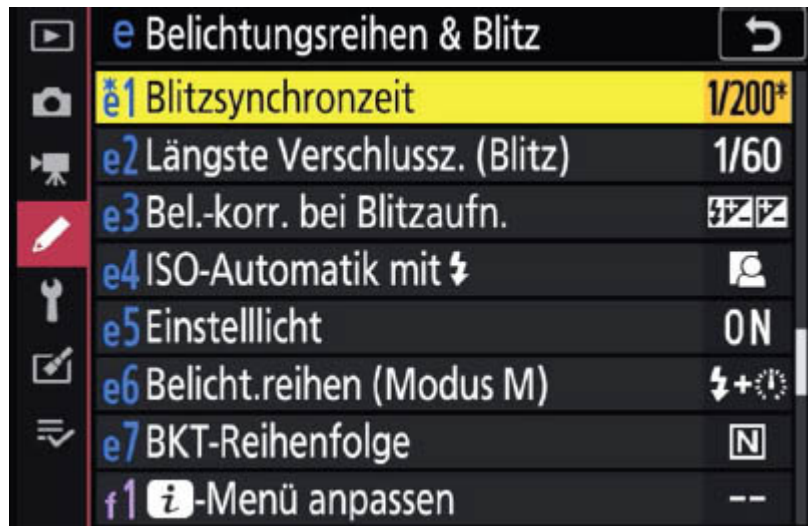 e Belichtungsreihen & Blitz
e1 Blitzsynchronzeit 1/200*
e2 Längste Verschlussz. (Blitz) 1/60
e3 Bel.-korr. bei Blitzaufn.
e4 ISO-Automatik mit
e5 Einstelllicht ON
e6 Belicht.reihen (Modus M)
e7 BKT-Reihenfolge N
f1 i-Menü anpassen --